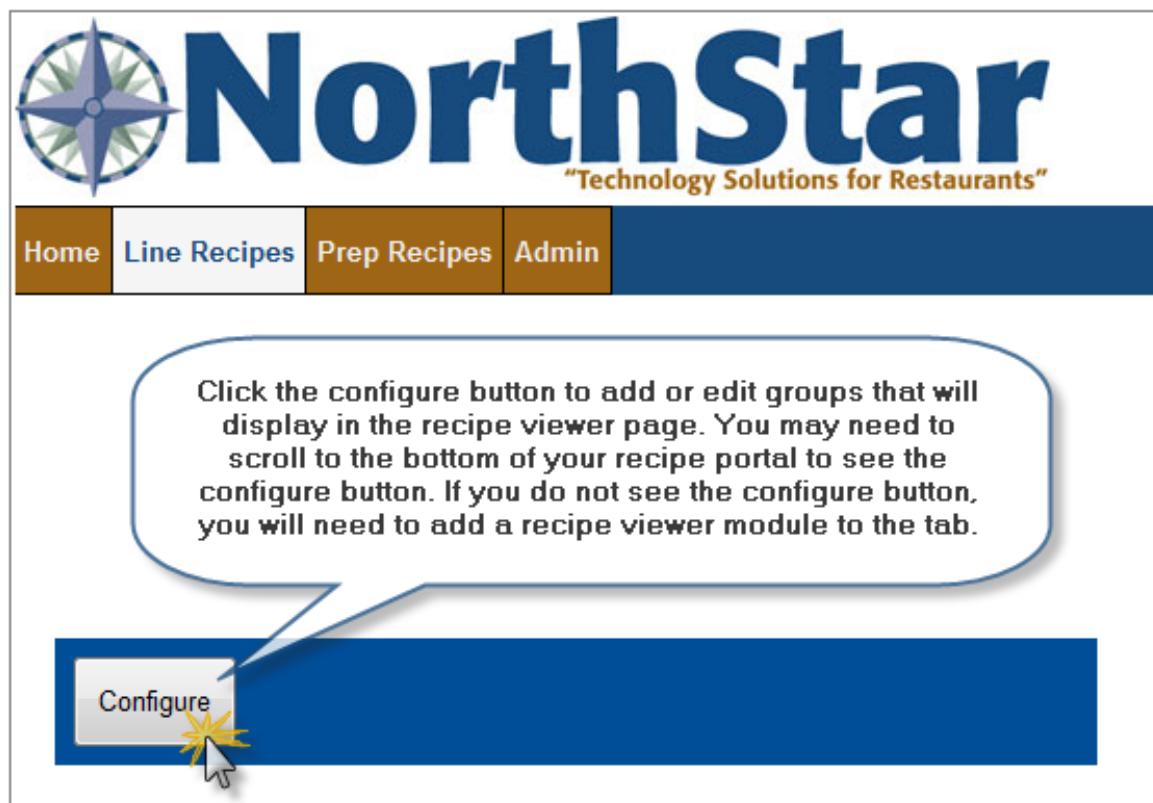 NorthStar
"Technology Solutions for Restaurants"
Home Line Recipes Prep Recipes Admin
Click the configure button to add or edit groups that will
display in the recipe viewer page. You may need to
scroll to the bottom of your recipe portal to see the
configure button. If you do not see the configure button,
you will need to add a recipe viewer module to the tab.
Configure